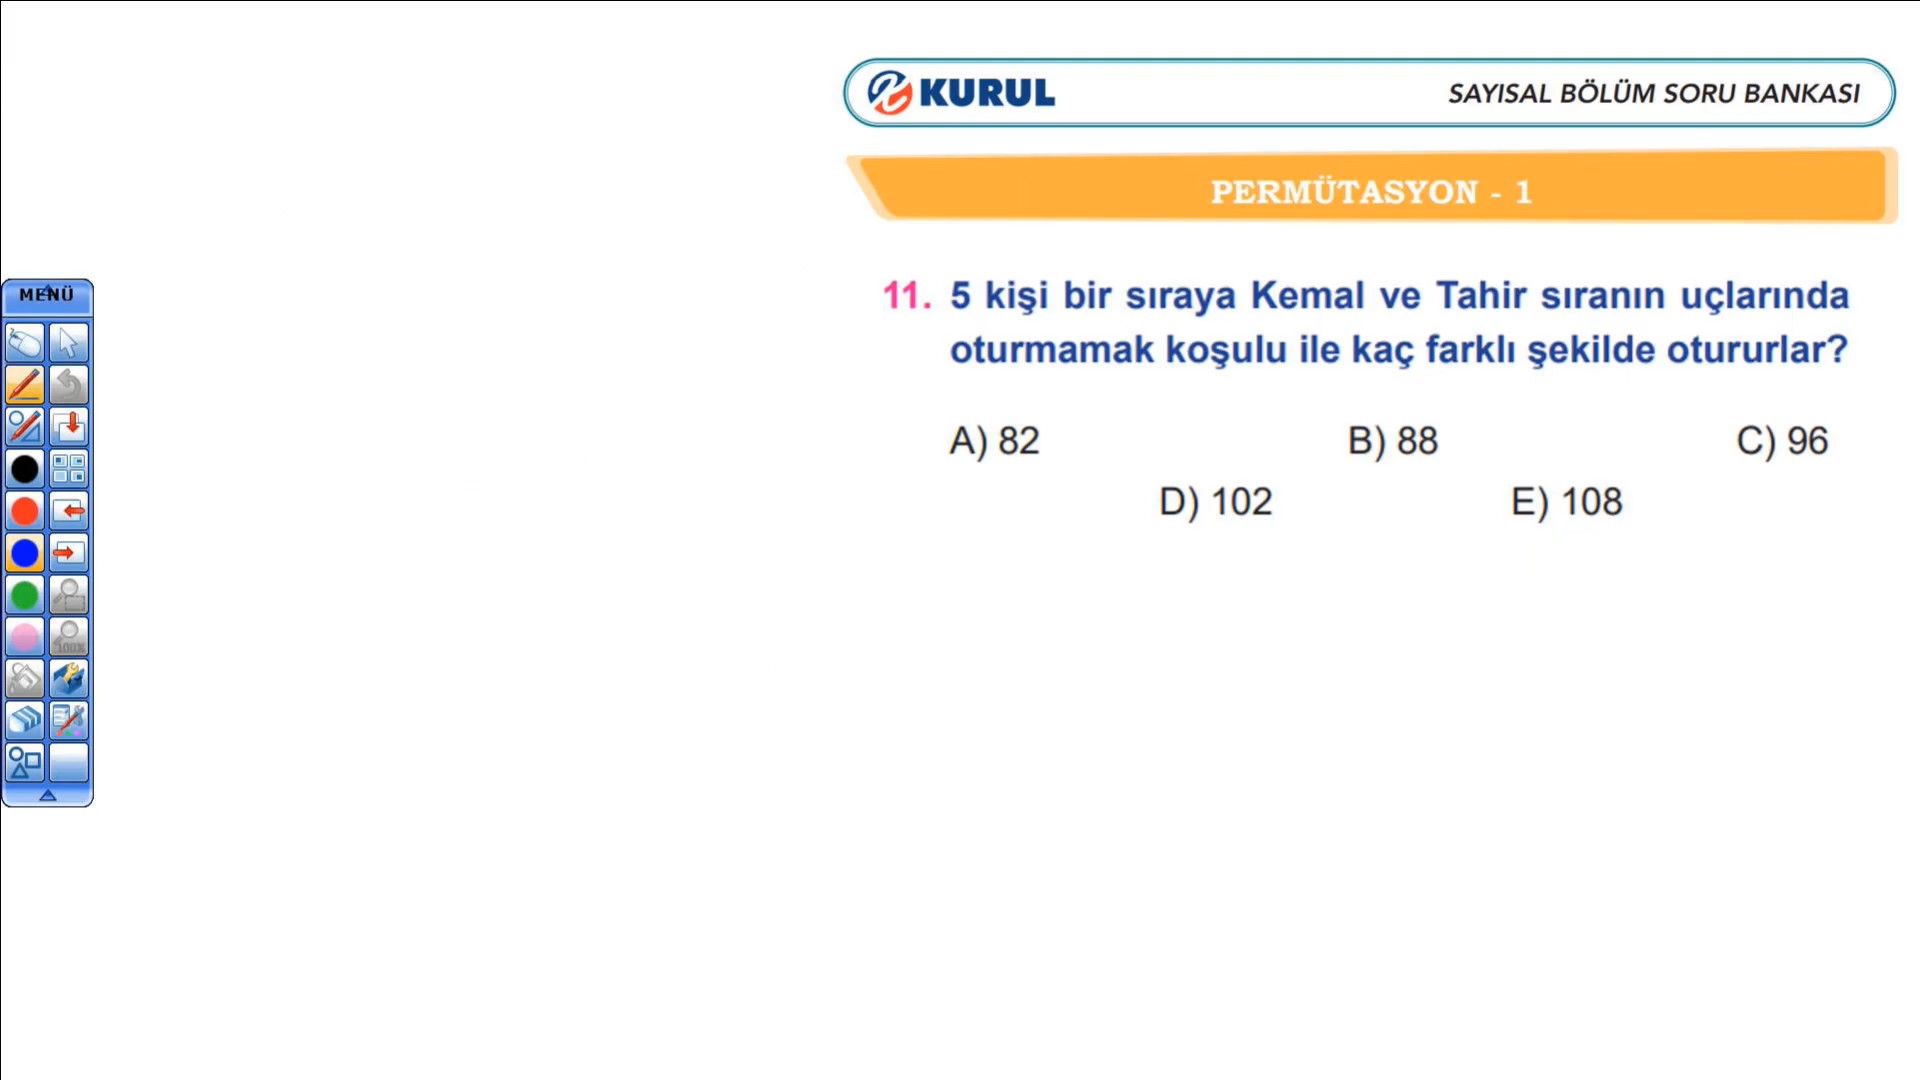 KURUL
SAYISAL BÖLÜM SORU BANKASI
PERMÜTASYON - 1
11. 5 kişi bir sıraya Kemal ve Tahir sıranın uçlarında
oturmamak koşulu ile kaç farklı şekilde otururlar?
A) 82 B) 88 C) 96
D) 102 E) 108
MENÜ
100%